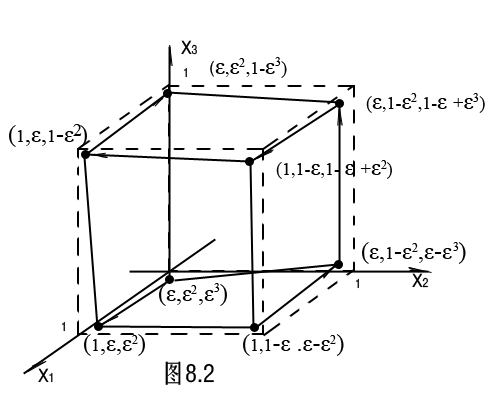 X₃
1
(ε,ε²,1-ε³)
(ε,1-ε²,1-ε +ε³)
(1,ε,1-ε²)
(1,1-ε,1-ε +ε²)
(ε,1-ε²,ε-ε³)
X₂
1
(ε,ε²,ε³)
1
(1,ε,ε²)
(1,1-ε .ε-ε²)
X₁
图8.2